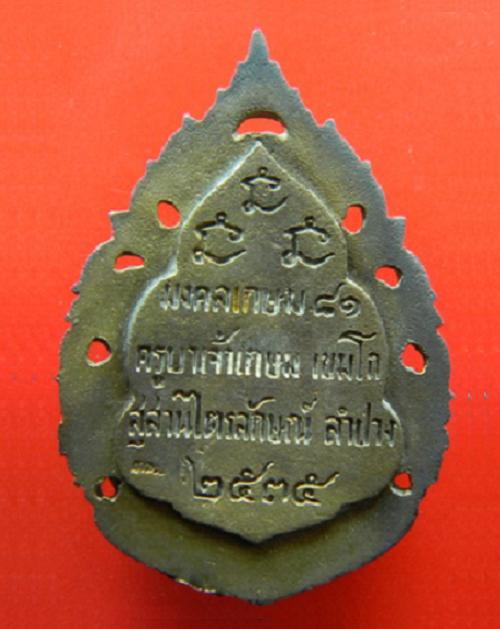 มงคลเกษม ๘๑
ครูบาเจ้าเกษม เขมโก
สุสานไตรลักษณ์ ลำปาง
๒๕๓๕